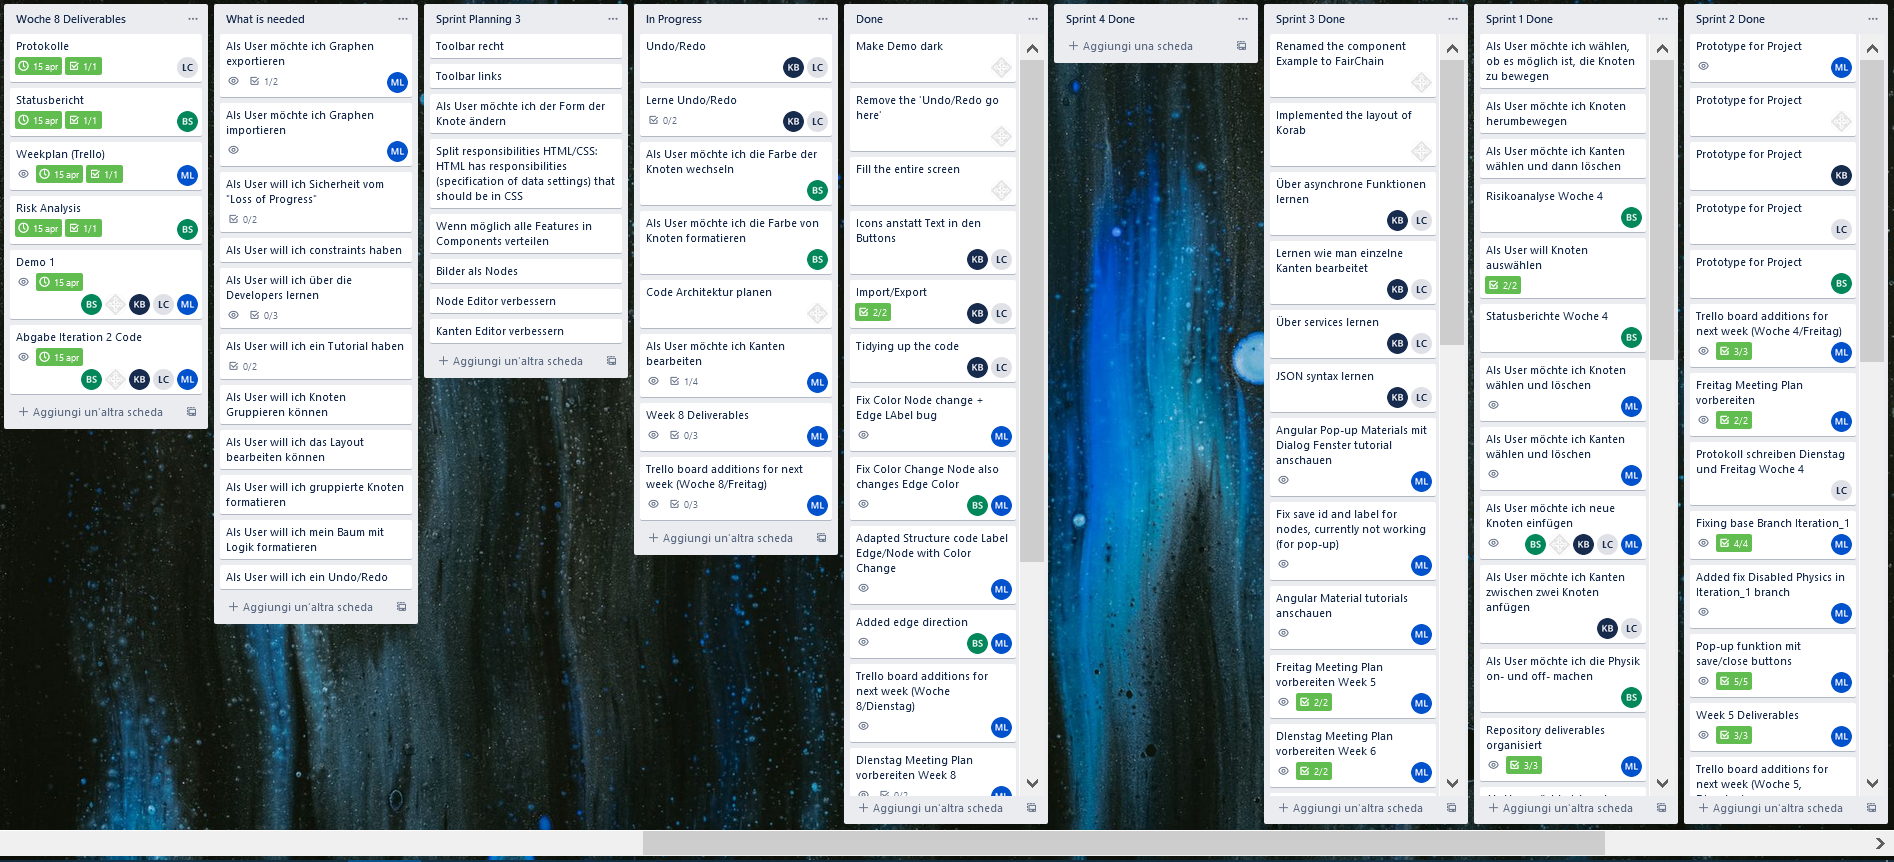 Woche 8 Deliverables
Protokolle
15 apr 1/1
LC
Statusbericht
15 apr 1/1
BS
Weekplan (Trello)
15 apr 1/1
ML
Risk Analysis
15 apr 1/1
BS
Demo 1
15 apr
BS KB LC ML
Abgabe Iteration 2 Code
15 apr
BS KB LC ML
+ Aggiungi un'altra scheda
What is needed
Als User möchte ich Graphen
exportieren
1/2
ML
Als User möchte ich Graphen
importieren
ML
Als User will ich Sicherheit vom
"Loss of Progress"
0/2
Als User will ich constraints haben
Als User will ich über die
Developers lernen
0/3
Als User will ich ein Tutorial haben
0/2
Als User will ich Knoten
Gruppieren können
Als User will ich das Layout
bearbeiten können
Als User will ich gruppierte Knoten
formatieren
Als User will ich mein Baum mit
Logik formatieren
Als User will ich ein Undo/Redo
+ Aggiungi un'altra scheda
Sprint Planning 3
Toolbar recht
Toolbar links
Als User möchte ich der Form der
Knote ändern
Split responsibilities HTML/CSS:
HTML has responsibilities
(specification of data settings) that
should be in CSS
Wenn möglich alle Features in
Components verteilen
Bilder als Nodes
Node Editor verbessern
Kanten Editor verbessern
+ Aggiungi un'altra scheda
In Progress
Undo/Redo
KB LC
Lerne Undo/Redo
0/2
KB LC
Als User möchte ich die Farbe der
Knoten wechseln
BS
Als User möchte ich die Farbe von
Knoten formatieren
BS
Code Architektur planen
Als User möchte ich Kanten
bearbeiten
1/4
ML
Week 8 Deliverables
0/3
ML
Trello board additions for next
week (Woche 8/Freitag)
0/3
ML
+ Aggiungi un'altra scheda
Done
Make Demo dark
Remove the 'Undo/Redo go
here'
Fill the entire screen
Icons anstatt Text in den
Buttons
KB LC
Import/Export
2/2
KB LC
Tidying up the code
KB LC
Fix Color Node change +
Edge LAbel bug
ML
Fix Color Change Node also
changes Edge Color
BS ML
Adapted Structure code Label
Edge/Node with Color
Change
ML
Added edge direction
BS ML
Trello board additions for
next week (Woche
8/Dienstag)
ML
DIenstag Meeting Plan
vorbereiten Week 8
0/2
ML
+ Aggiungi un'altra scheda
Sprint 4 Done
+ Aggiungi una scheda
Sprint 3 Done
Renamed the component
Example to FairChain
Implemented the layout of
Korab
Über asynchrone Funktionen
lernen
KB LC
Lernen wie man einzelne
Kanten bearbeitet
KB LC
Über services lernen
KB LC
JSON syntax lernen
KB LC
Angular Pop-up Materials mit
Dialog Fenster tutorial
anschauen
ML
Fix save id and label for
nodes, currently not working
(for pop-up)
ML
Angular Material tutorials
anschauen
ML
Freitag Meeting Plan
vorbereiten Week 5
2/2
ML
DIenstag Meeting Plan
vorbereiten Week 6
2/2
ML
+ Aggiungi un'altra scheda
Sprint 1 Done
Als User möchte ich wählen,
ob es möglich ist, die Knoten
zu bewegen
Als User möchte ich Knoten
herumbewegen
Als User möchte ich Kanten
wählen und dann löschen
Risikoanalyse Woche 4
BS
Als User will Knoten
auswählen
2/2
Statusberichte Woche 4
BS
Als User möchte ich Knoten
wählen und löschen
ML
Als User möchte ich Kanten
wählen und löschen
ML
Als User möchte ich neue
Knoten einfügen
BS KB LC ML
Als User möchte ich Kanten
zwischen zwei Knoten
anfügen
KB LC
Als User möchte ich die Physik
on- und off- machen
BS
Repository deliverables
organisiert
3/3
ML
+ Aggiungi un'altra scheda
Sprint 2 Done
Prototype for Project
ML
Prototype for Project
Prototype for Project
KB
Prototype for Project
LC
Prototype for Project
BS
Trello board additions for
next week (Woche 4/Freitag)
3/3
ML
Freitag Meeting Plan
vorbereiten
2/2
ML
Protokoll schreiben Dienstag
und Freitag Woche 4
LC
Fixing base Branch Iteration_1
4/4
ML
Added fix Disabled Physics in
Iteration_1 branch
ML
Pop-up funktion mit
save/close buttons
5/5
ML
Week 5 Deliverables
3/3
ML
Trello board additions for
next week (Woche 5,
+ Aggiungi un'altra scheda